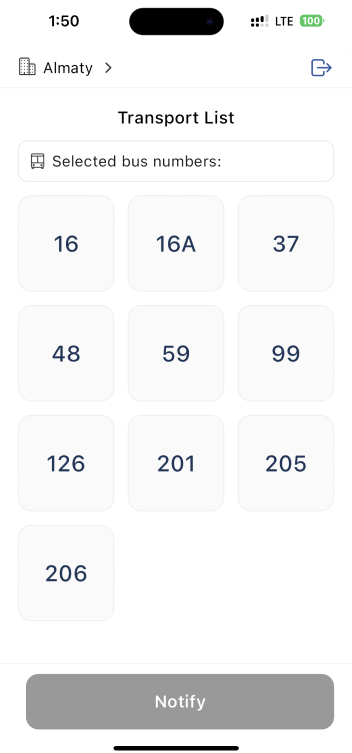 1:50 LTE 100
Almaty
Transport List
Selected bus numbers:
16 16A 37
48 59 99
126 201 205
206
Notify